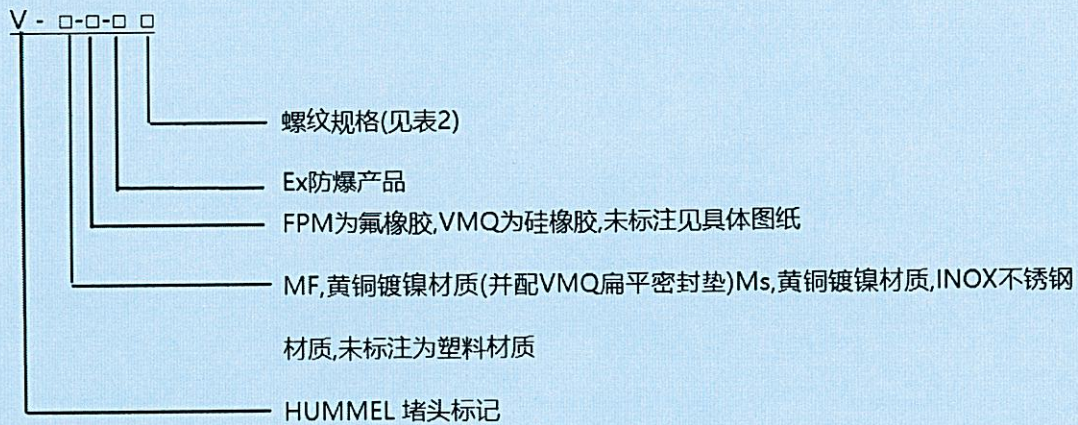 V - □-□-□ □
螺纹规格(见表2)
Ex防爆产品
FPM为氟橡胶,VMQ为硅橡胶,未标注见具体图纸
MF,黄铜镀镍材质(并配VMQ扁平密封垫)Ms,黄铜镀镍材质,INOX不锈钢
材质,未标注为塑料材质
HUMMEL 堵头标记